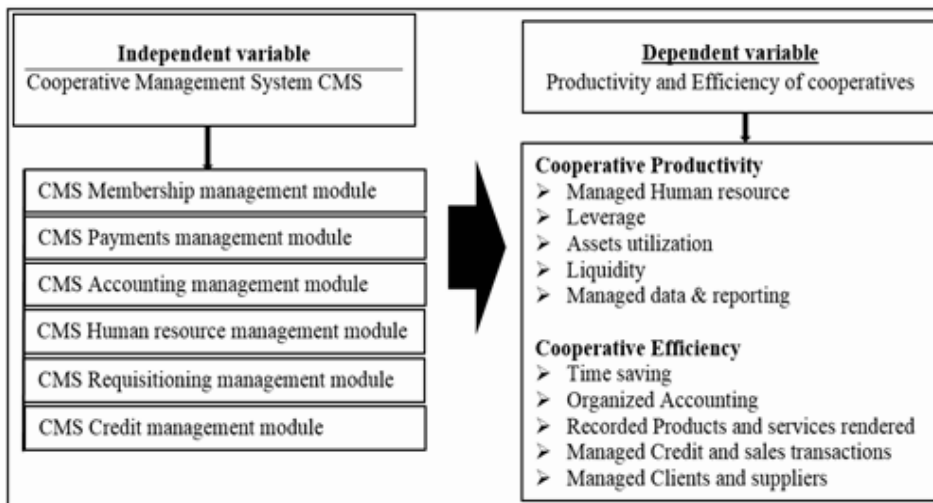 Independent variable
Cooperative Management System CMS
CMS Membership management module
CMS Payments management module
CMS Accounting management module
CMS Human resource management module
CMS Requisitioning management module
CMS Credit management module
Dependent variable
Productivity and Efficiency of cooperatives
Cooperative Productivity
➢ Managed Human resource
➢ Leverage
➢ Assets utilization
➢ Liquidity
➢ Managed data & reporting
Cooperative Efficiency
➢ Time saving
➢ Organized Accounting
➢ Recorded Products and services rendered
➢ Managed Credit and sales transactions
➢ Managed Clients and suppliers